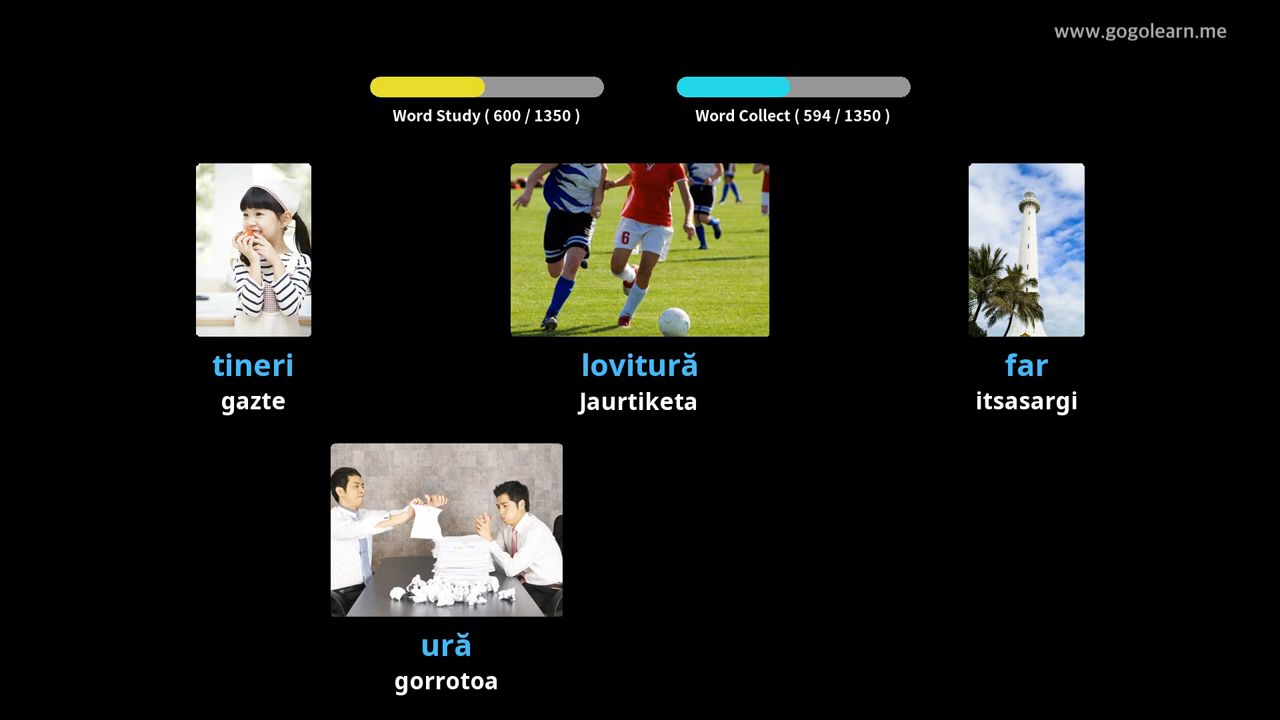 www.gogolearn.me
Word Study ( 600 / 1350 )
Word Collect ( 594 / 1350 )
tineri
gazte
lovitură
Jaurtiketa
6
far
itsasargi
ură
gorrotoa